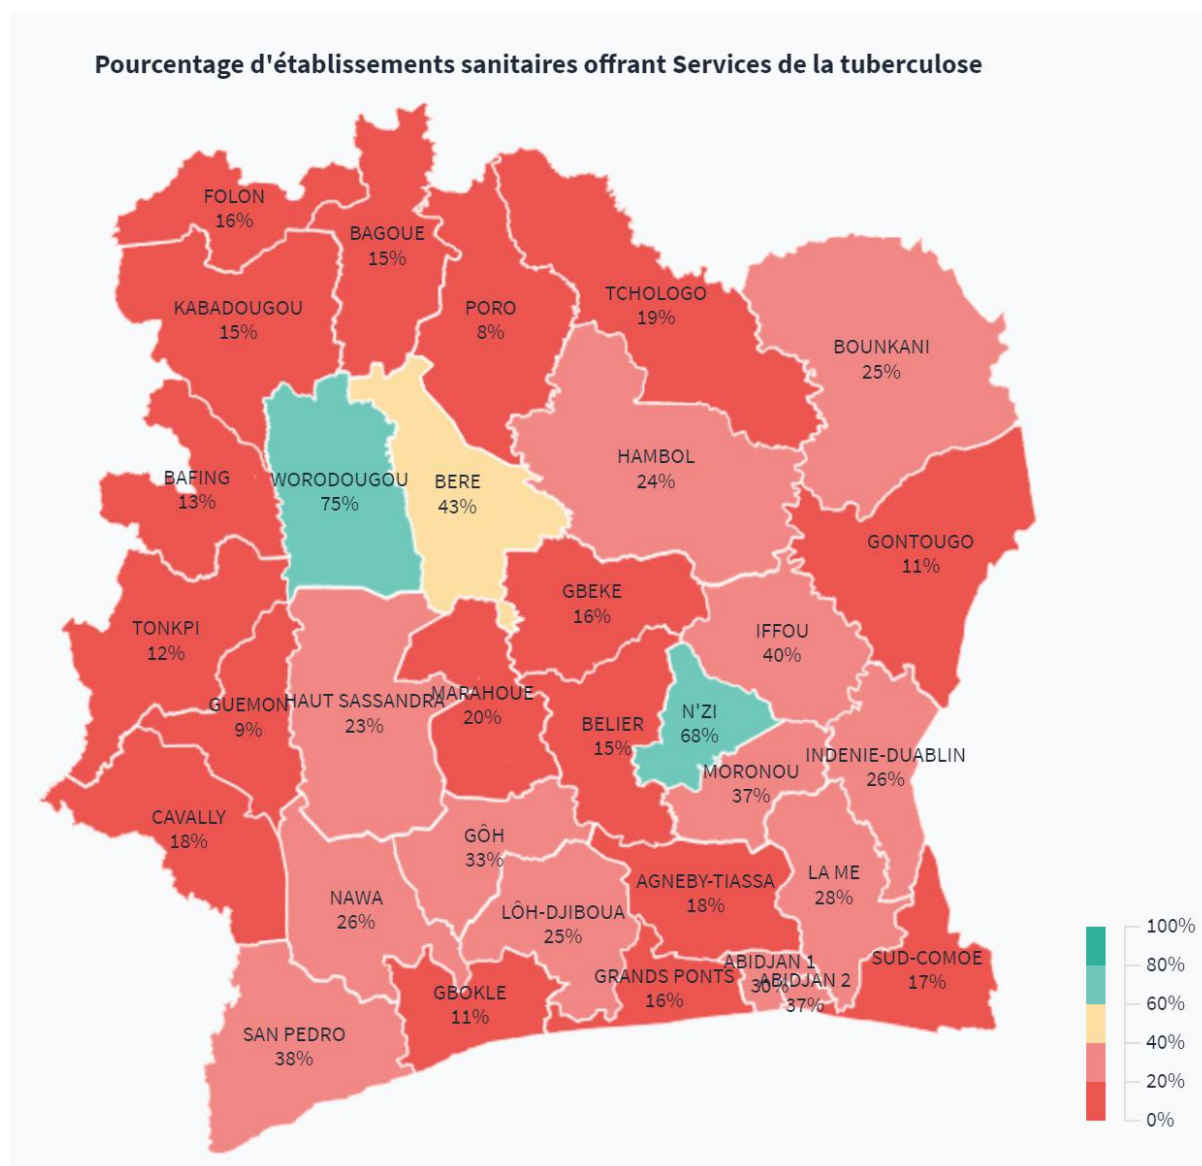 Pourcentage d'établissements sanitaires offrant Services de la tuberculose
FOLON
16%
BAGOUE
15%
KABADOUGOU
15%
PORO
8%
TCHOLOGO
19%
BOUNKANI
25%
BAFING
13%
WORODOUGOU
75%
BERE
43%
HAMBOL
24%
GONTOUGO
11%
GBEKE
16%
IFFOU
40%
TONKPI
12%
GUEMON
9%
HAUT SASSANDRA
23%
MARAHOUE
20%
BELIER
15%
N'ZI
68%
MORONOU
37%
INDENIE-DUABLIN
26%
CAVALLY
18%
GÔH
33%
NAWA
26%
LÔH-DJIBOUA
25%
AGNEBY-TIASSA
18%
LA ME
28%
SUD-COMOE
17%
GRANDS PONTS
16%
ABIDJAN 1
30%
ABIDJAN 2
37%
GBOKLE
11%
SAN PEDRO
38%
100%
80%
60%
40%
20%
0%